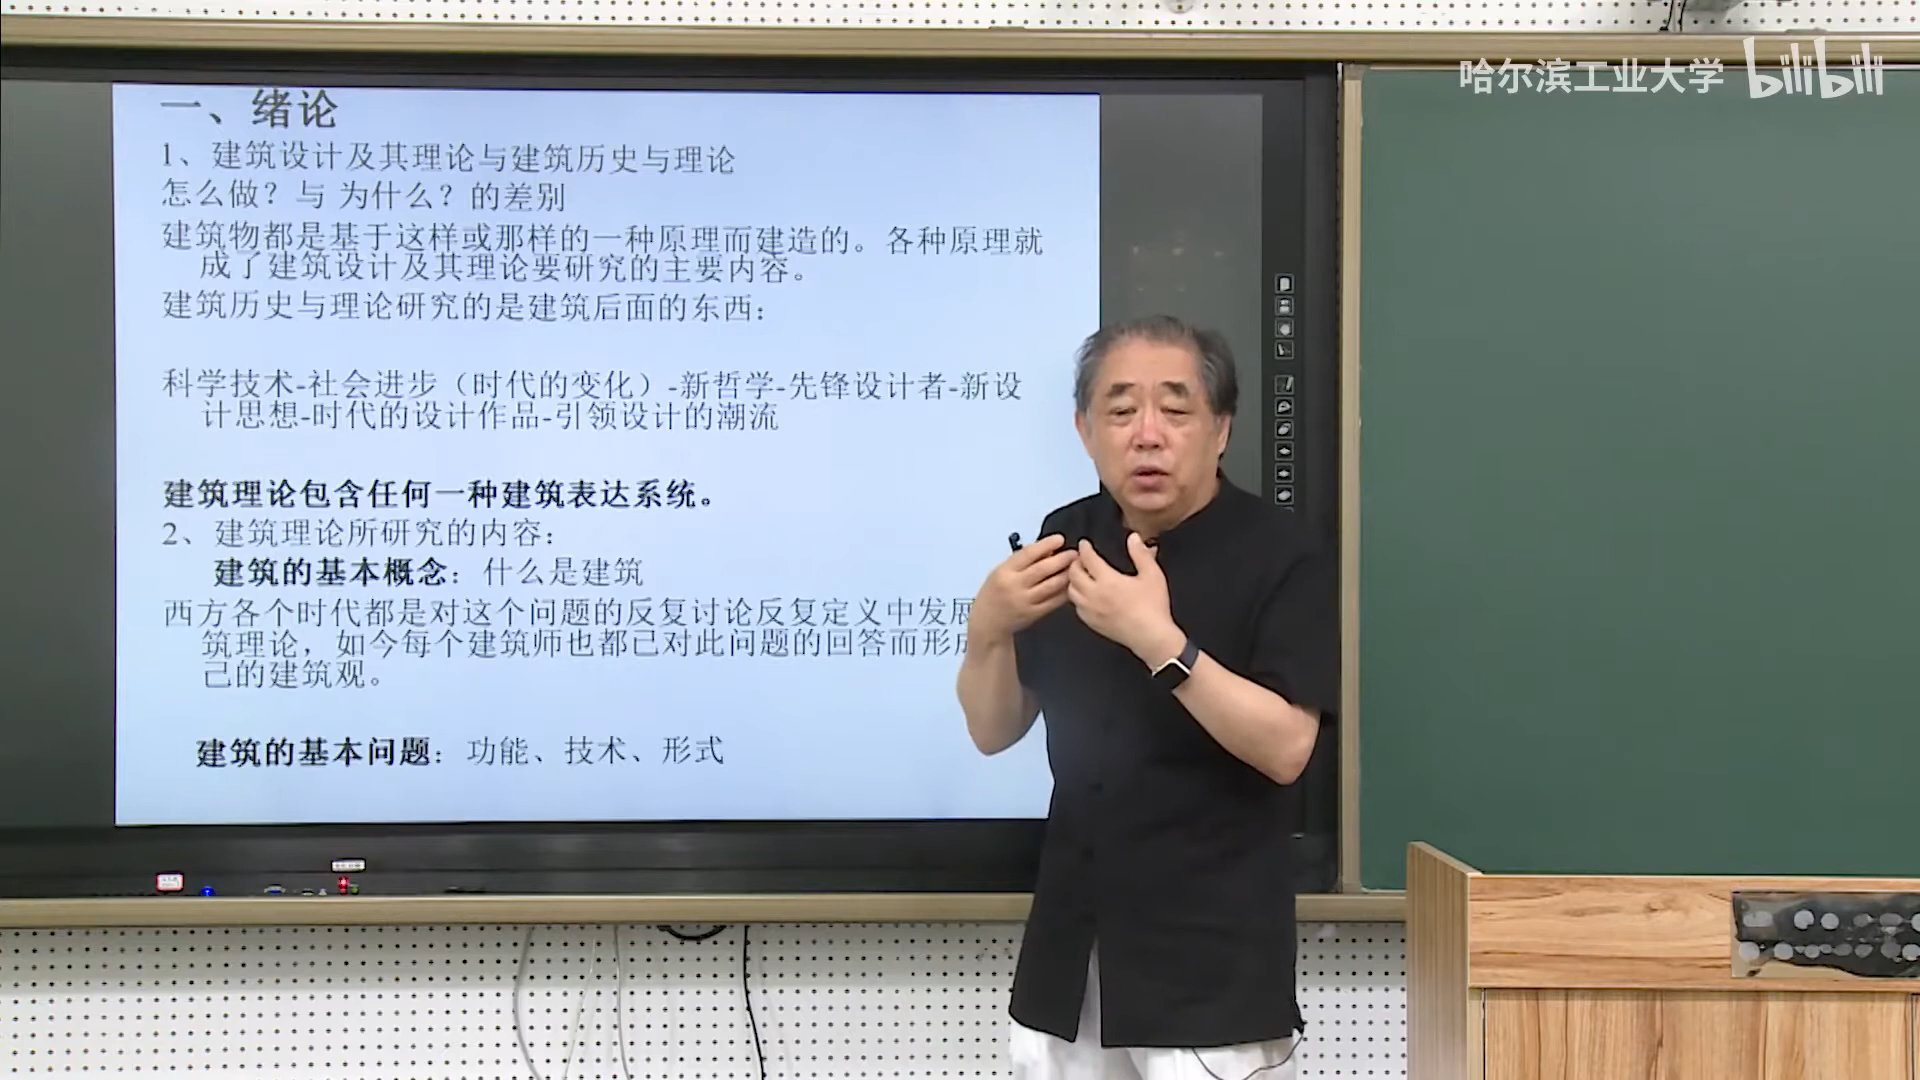 哈尔滨工业大学 bilibili
一、绪论
1、建筑设计及其理论与建筑历史与理论
怎么做？与 为什么？的差别
建筑物都是基于这样或那样的一种原理而建造的。各种原理就
成了建筑设计及其理论要研究的主要内容。
建筑历史与理论研究的是建筑后面的东西：
科学技术-社会进步（时代的变化）-新哲学-先锋设计者-新设
计思想-时代的设计作品-引领设计的潮流
建筑理论包含任何一种建筑表达系统。
2、建筑理论所研究的内容：
建筑的基本概念：什么是建筑
西方各个时代都是对这个问题的反复讨论反复定义中发展
筑理论，如今每个建筑师也都已对此问题的回答而形成
己的建筑观。
建筑的基本问题：功能、技术、形式